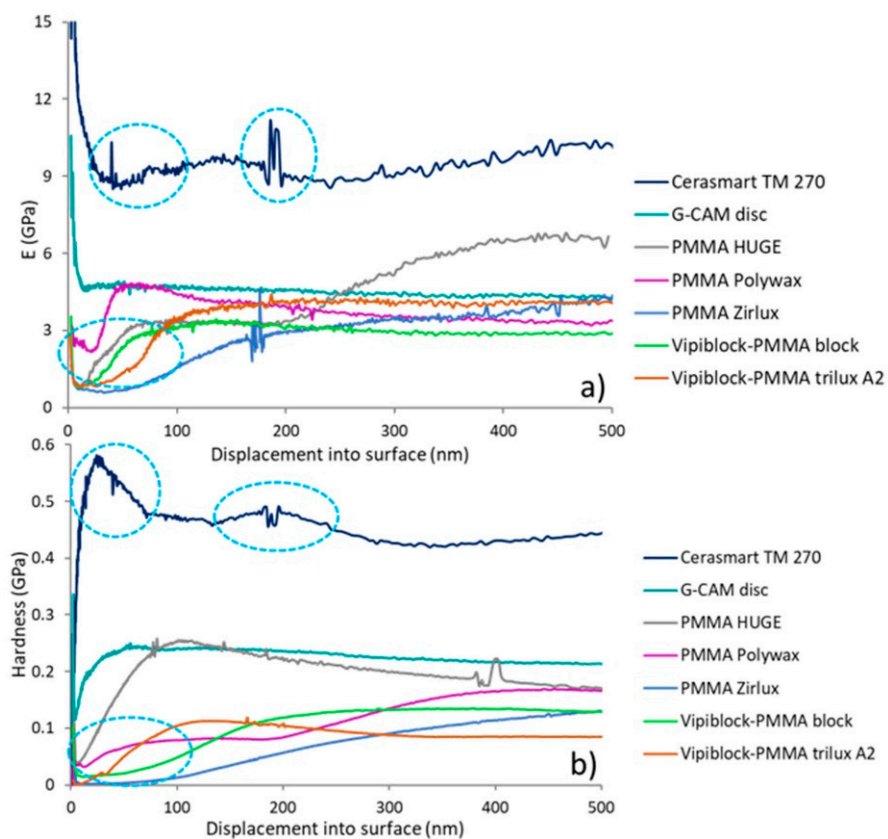 15
12
9
6
3
0
E (GPa)
0 100 200 300 400 500
Displacement into surface (nm)
a)
Cerasmart TM 270
G-CAM disc
PMMA HUGE
PMMA Polywax
PMMA Zirlux
Vipiblock-PMMA block
Vipiblock-PMMA trilux A2
0.6
0.5
0.4
0.3
0.2
0.1
0
Hardness (GPa)
0 100 200 300 400 500
Displacement into surface (nm)
b)
Cerasmart TM 270
G-CAM disc
PMMA HUGE
PMMA Polywax
PMMA Zirlux
Vipiblock-PMMA block
Vipiblock-PMMA trilux A2